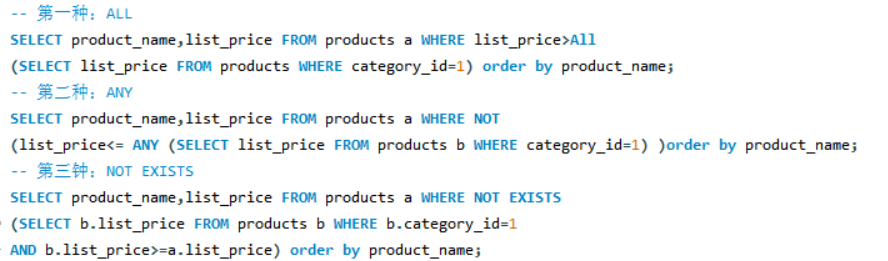 -- 第一种：ALL
SELECT product_name,list_price FROM products a WHERE list_price>All
(SELECT list_price FROM products WHERE category_id=1) order by product_name;
-- 第二种：ANY
SELECT product_name,list_price FROM products a WHERE NOT
(list_price<= ANY (SELECT list_price FROM products b WHERE category_id=1) )order by product_name;
-- 第三钟：NOT EXISTS
SELECT product_name,list_price FROM products a WHERE NOT EXISTS
(SELECT b.list_price FROM products b WHERE b.category_id=1
AND b.list_price>=a.list_price) order by product_name;